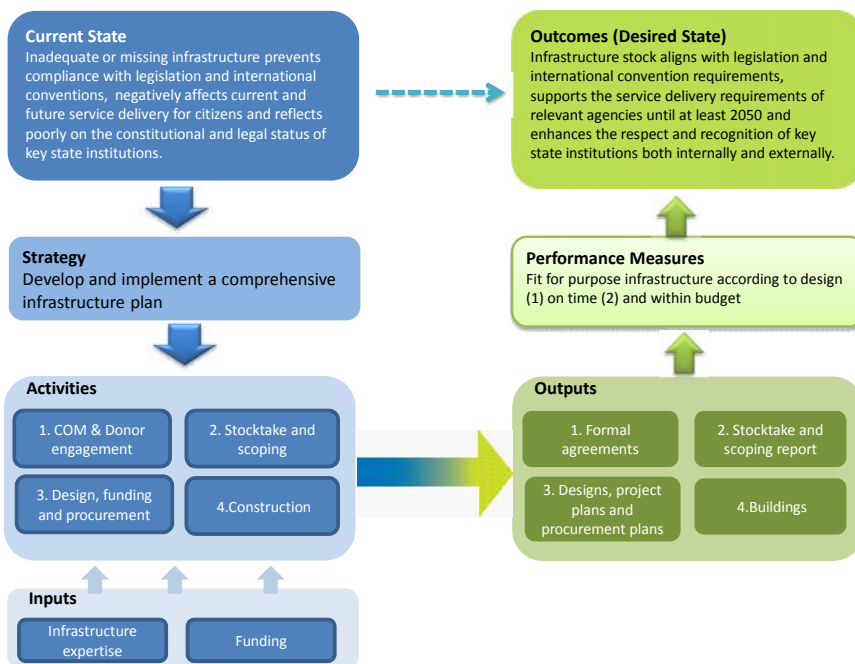 Current State
Inadequate or missing infrastructure prevents
compliance with legislation and international
conventions, negatively affects current and
future service delivery for citizens and reflects
poorly on the constitutional and legal status of
key state institutions.
Outcomes (Desired State)
Infrastructure stock aligns with legislation and
international convention requirements,
supports the service delivery requirements of
relevant agencies until at least 2050 and
enhances the respect and recognition of key
state institutions both internally and externally.
Strategy
Develop and implement a comprehensive
infrastructure plan
Performance Measures
Fit for purpose infrastructure according to design
(1) on time (2) and within budget
Activities
1. COM & Donor
engagement
2. Stocktake and
scoping
3. Design, funding
and procurement
4.Construction
Outputs
1. Formal
agreements
2. Stocktake and
scoping report
3. Designs, project
plans and
procurement plans
4.Buildings
Inputs
Infrastructure
expertise
Funding